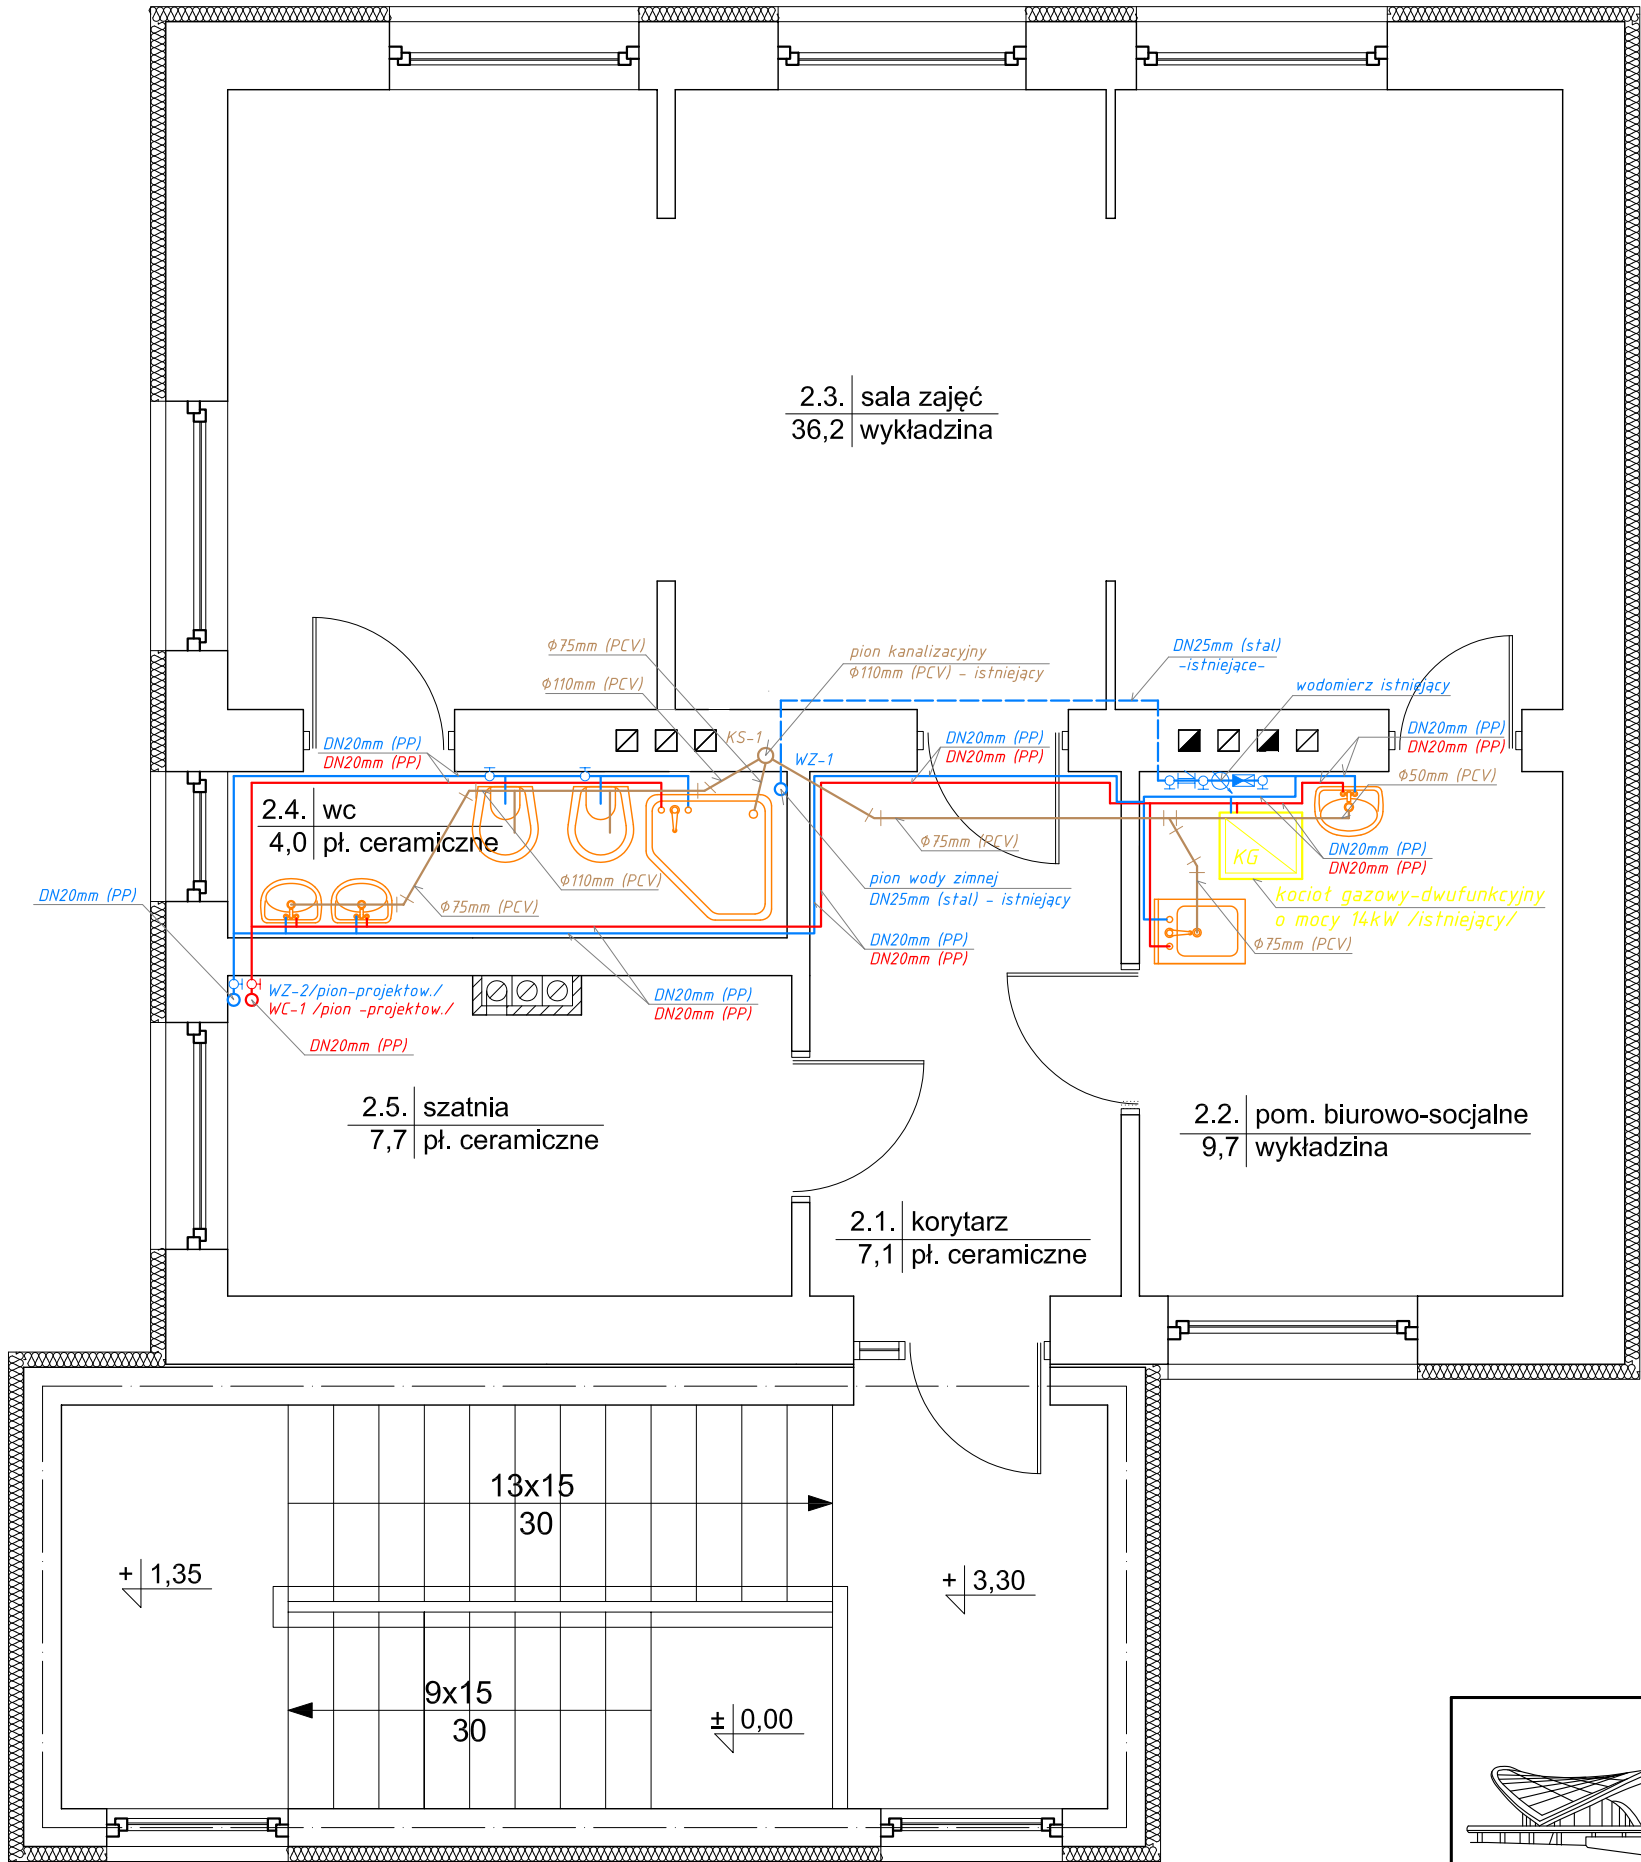 2.3. sala zajęć
36,2 wykładzina
ϕ75mm (PCV)
ϕ110mm (PCV)
pion kanalizacyjny
ϕ110mm (PCV) - istniejący
DN25mm (stal)
-istniejące-
wodomierz istniejący
DN20mm (PP)
DN20mm (PP)
KS-1
WZ-1
DN20mm (PP)
DN20mm (PP)
DN20mm (PP)
DN20mm (PP)
ϕ50mm (PCV)
2.4. wc
4,0 pł. ceramiczne
ϕ75mm (PCV)
ϕ110mm (PCV)
ϕ75mm (PCV)
DN20mm (PP)
pion wody zimnej
DN25mm (stal) - istniejący
DN20mm (PP)
DN20mm (PP)
KG
DN20mm (PP)
DN20mm (PP)
kocioł gazowy-dwufunkcyjny
o mocy 14kW /istniejący/
ϕ75mm (PCV)
WZ-2/pion-projektow./
WC-1 /pion -projektow./
DN20mm (PP)
DN20mm (PP)
DN20mm (PP)
2.5. szatnia
7,7 pł. ceramiczne
2.2. pom. biurowo-socjalne
9,7 wykładzina
2.1. korytarz
7,1 pł. ceramiczne
13x15
30
+ 1,35
+ 3,30
9x15
30
± 0,00